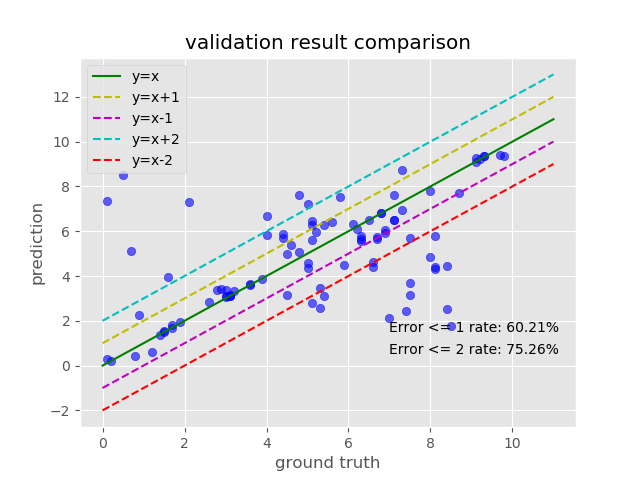 validation result comparison
y=x
y=x+1
y=x-1
y=x+2
y=x-2
12
10
8
6
4
2
0
−2
prediction
Error <= 1 rate: 60.21%
Error <= 2 rate: 75.26%
0 2 4 6 8 10
ground truth